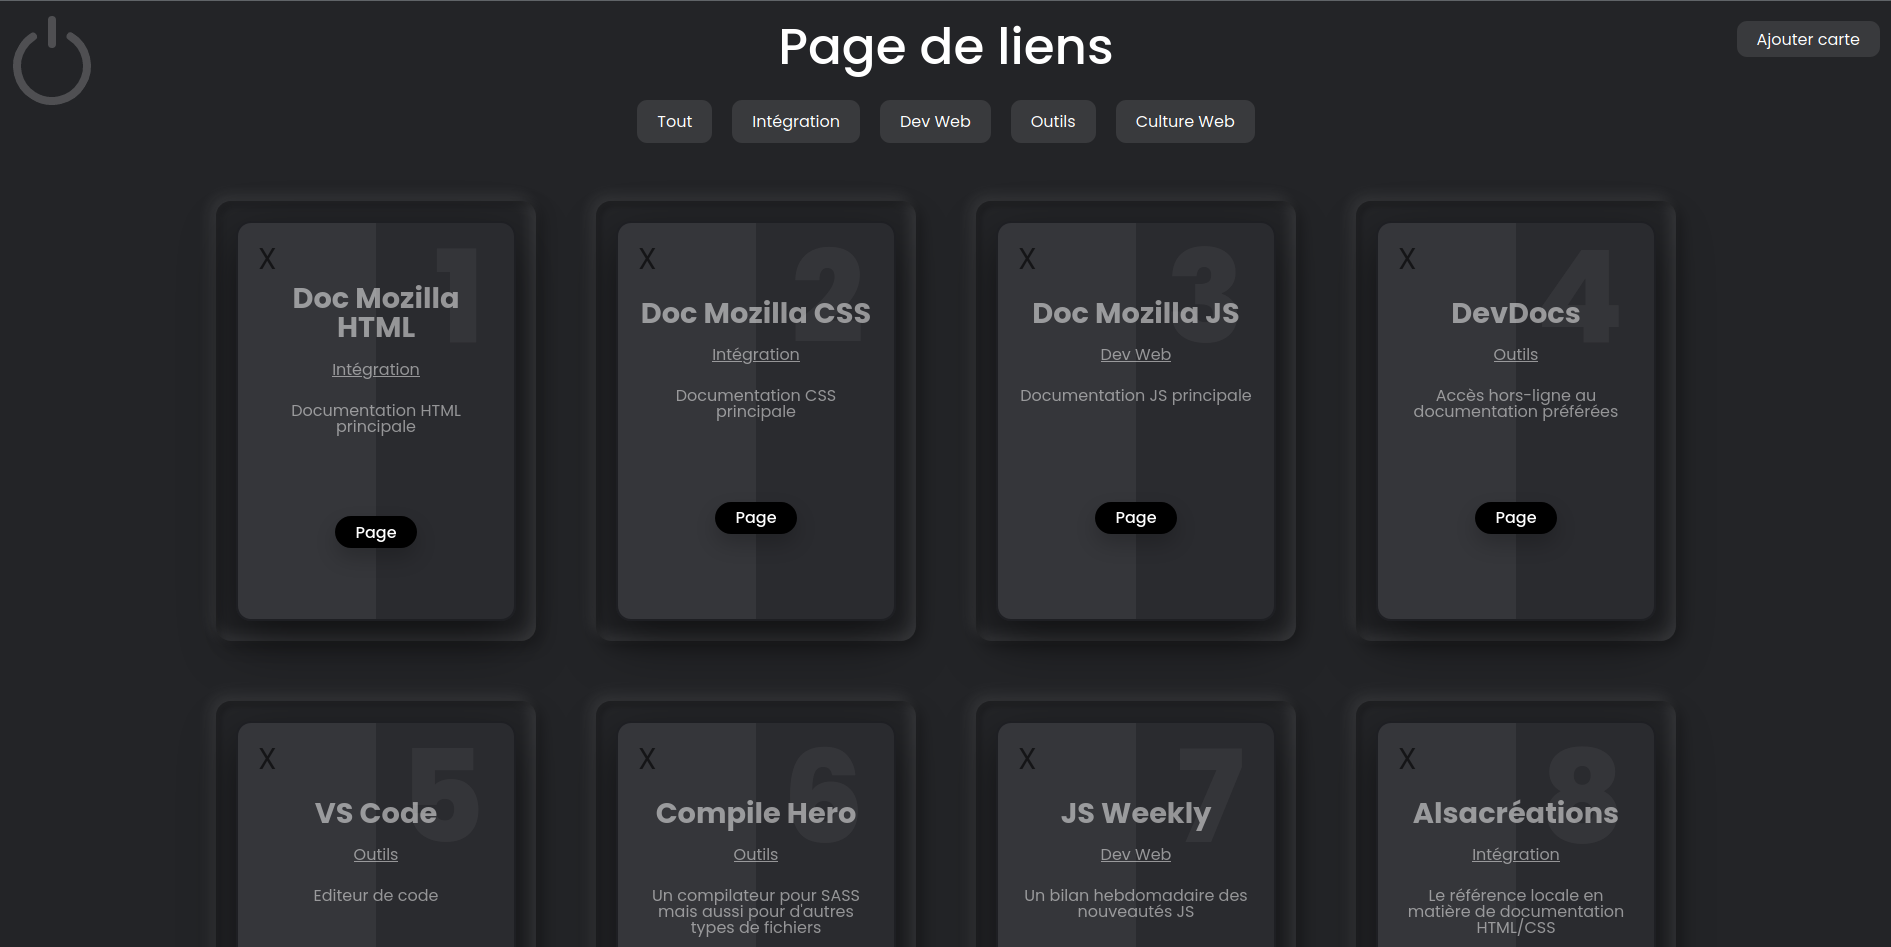 Page de liens
Ajouter carte
Tout
Intégration
Dev Web
Outils
Culture Web
X
1
Doc Mozilla
HTML
Intégration
Documentation HTML
principale
Page
X
2
Doc Mozilla CSS
Intégration
Documentation CSS
principale
Page
X
3
Doc Mozilla JS
Dev Web
Documentation JS principale
Page
X
4
DevDocs
Outils
Accès hors-ligne au
documentation préférées
Page
X
5
VS Code
Outils
Editeur de code
X
6
Compile Hero
Outils
Un compilateur pour SASS
mais aussi pour d'autres
types de fichiers
X
7
JS Weekly
Dev Web
Un bilan hebdomadaire des
nouveautés JS
X
8
Alsacréations
Intégration
Le référence locale en
matière de documentation
HTML/CSS